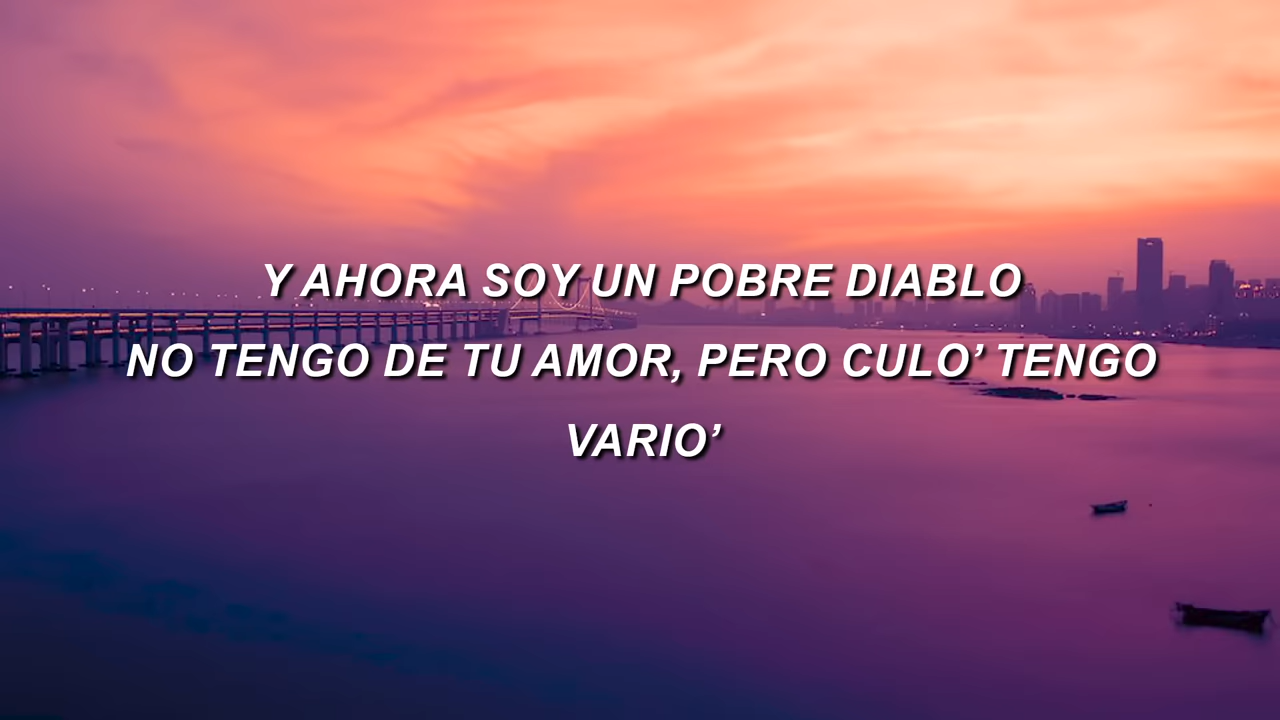 Y AHORA SOY UN POBRE DIABLO
NO TENGO DE TU AMOR, PERO CULO’ TENGO
VARIO’